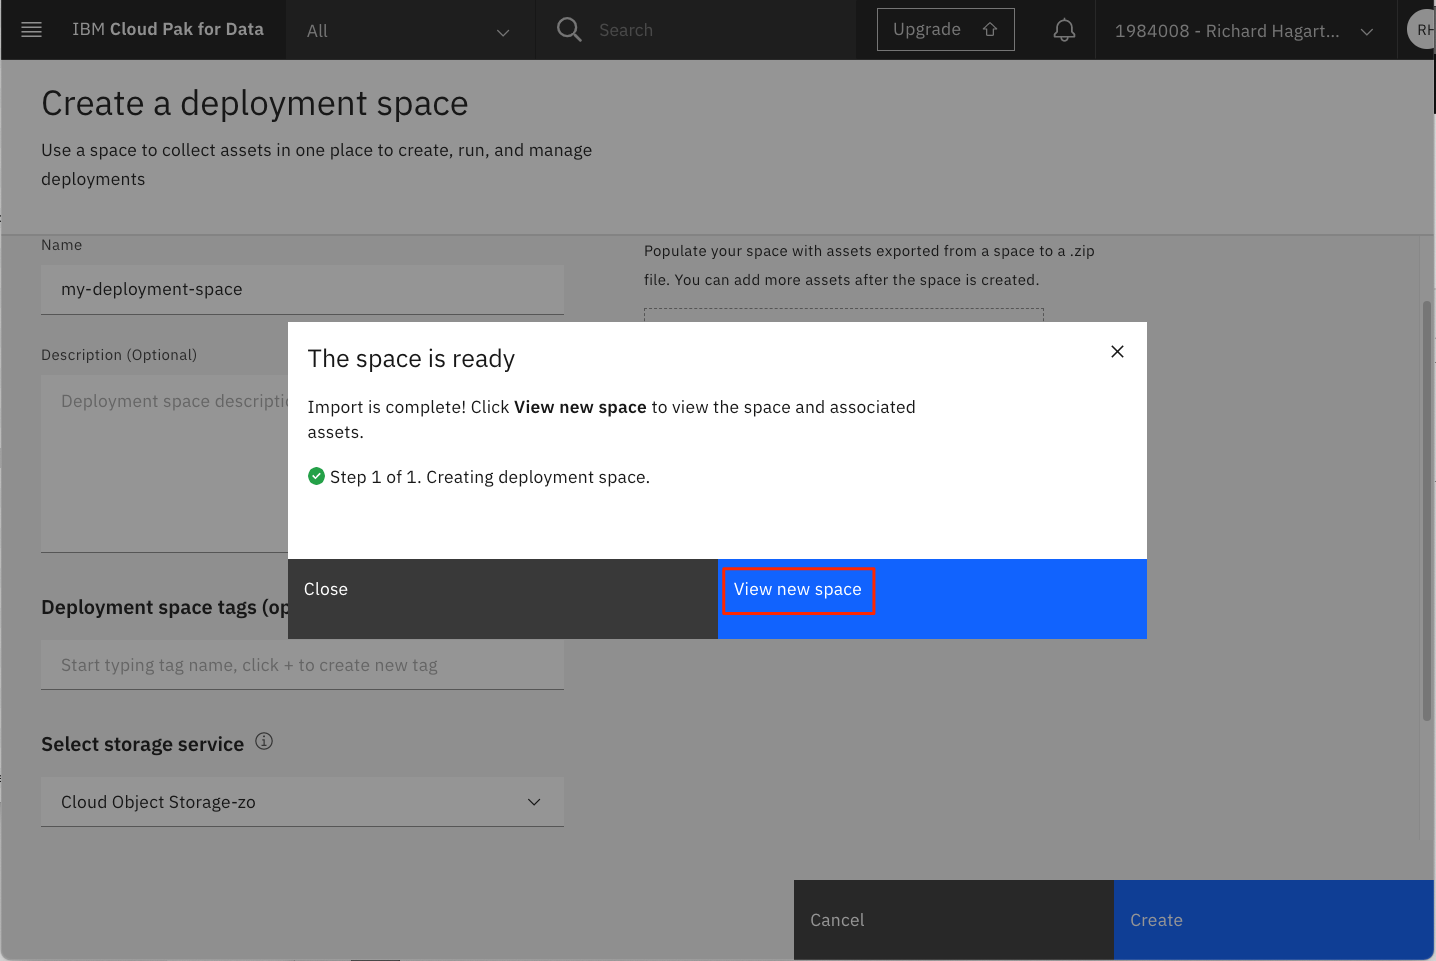 IBM Cloud Pak for Data
All
Search
Upgrade
1984008 - Richard Hagart...
RH
Create a deployment space
Use a space to collect assets in one place to create, run, and manage
deployments
Name
my-deployment-space
Description (Optional)
Deployment space descriptio
Populate your space with assets exported from a space to a .zip
file. You can add more assets after the space is created.
The space is ready
Import is complete! Click View new space to view the space and associated
assets.
Step 1 of 1. Creating deployment space.
Close
View new space
Deployment space tags (op
Start typing tag name, click + to create new tag
Select storage service
Cloud Object Storage-zo
Cancel
Create